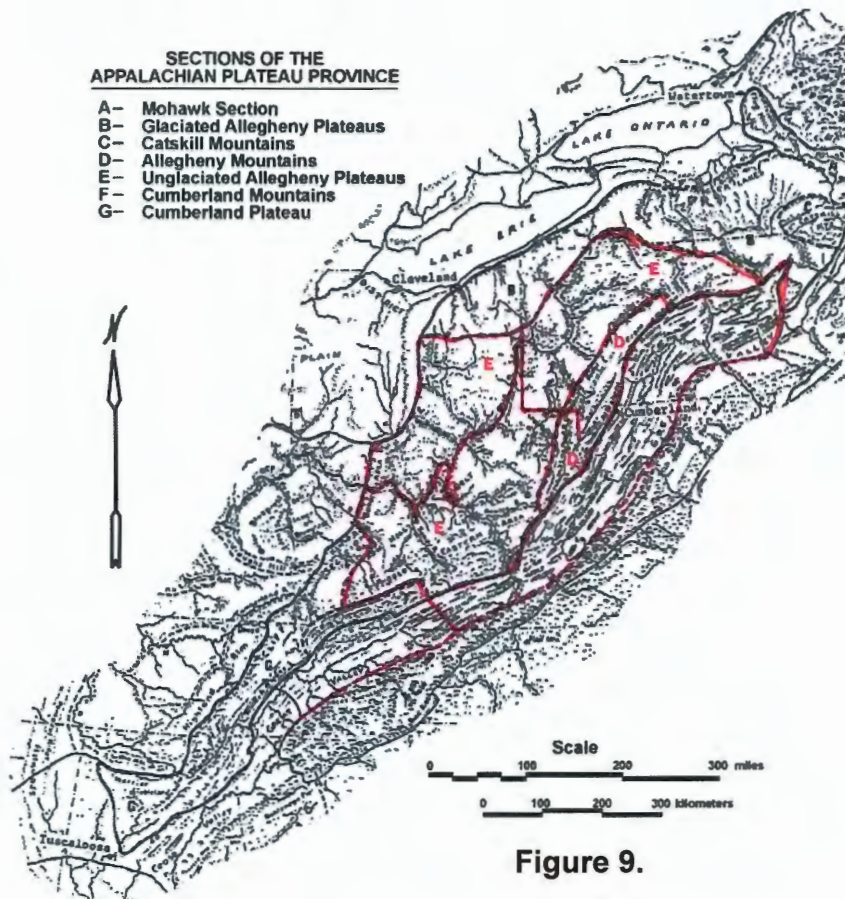 SECTIONS OF THE
APPALACHIAN PLATEAU PROVINCE
A- Mohawk Section
B- Glaciated Allegheny Plateaus
C- Catskill Mountains
D- Allegheny Mountains
E- Unglaciated Allegheny Plateaus
F- Cumberland Mountains
G- Cumberland Plateau
Watertown
LAKE ONTARIO
LAKE ERIE
Cleveland
C
B
E
B
N
D
PLAIN
E
Cumberland
D
E
G
G
Tuscaloosa
Scale
0 100 200 300 miles
0 100 200 300 kilometers
Figure 9.